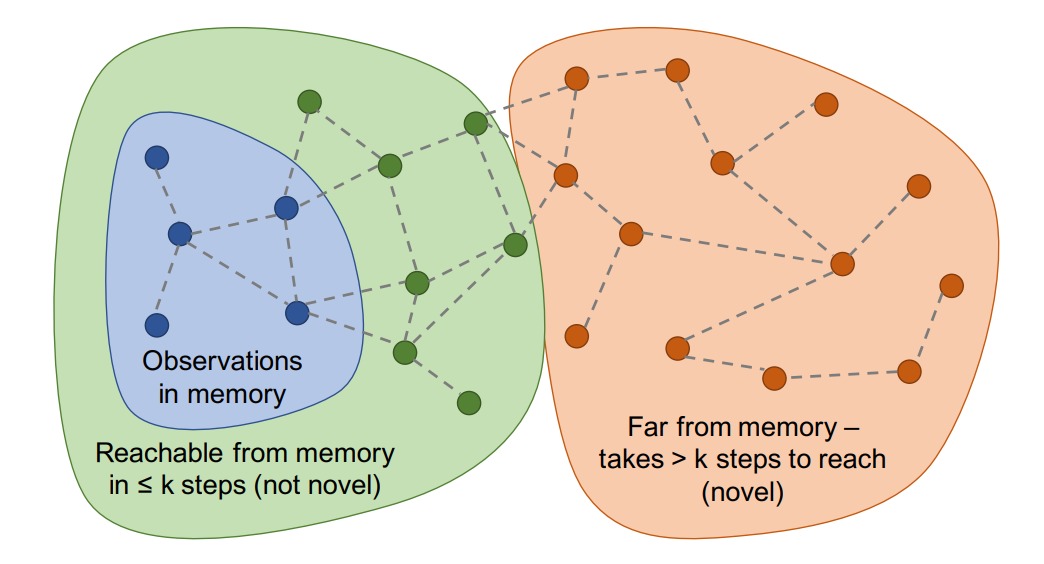 Observations
in memory
Reachable from memory
in ≤ k steps (not novel)
Far from memory –
takes > k steps to reach
(novel)